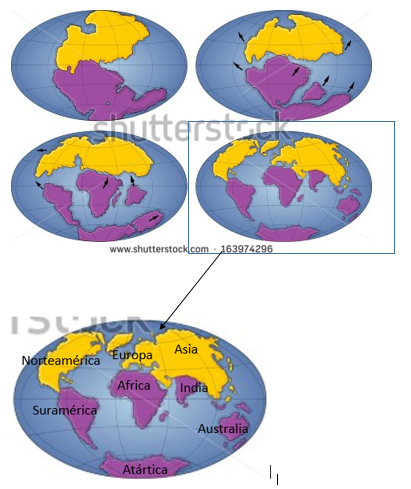 shutterstock
www.shutterstock.com · 163974296
Norteamérica
Europa
Asia
Africa
India
Suramérica
Australia
Atártica